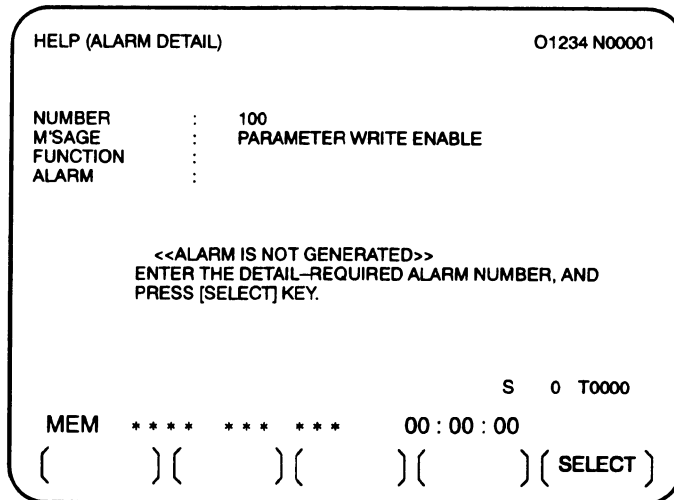 HELP (ALARM DETAIL) O1234 N00001
NUMBER : 100
M'SAGE : PARAMETER WRITE ENABLE
FUNCTION :
ALARM :
<<ALARM IS NOT GENERATED>>
ENTER THE DETAIL–REQUIRED ALARM NUMBER, AND
PRESS [SELECT] KEY.
S 0 T0000
MEM **** *** *** 00 : 00 : 00
( ) ( ) ( ) ( ) ( SELECT )